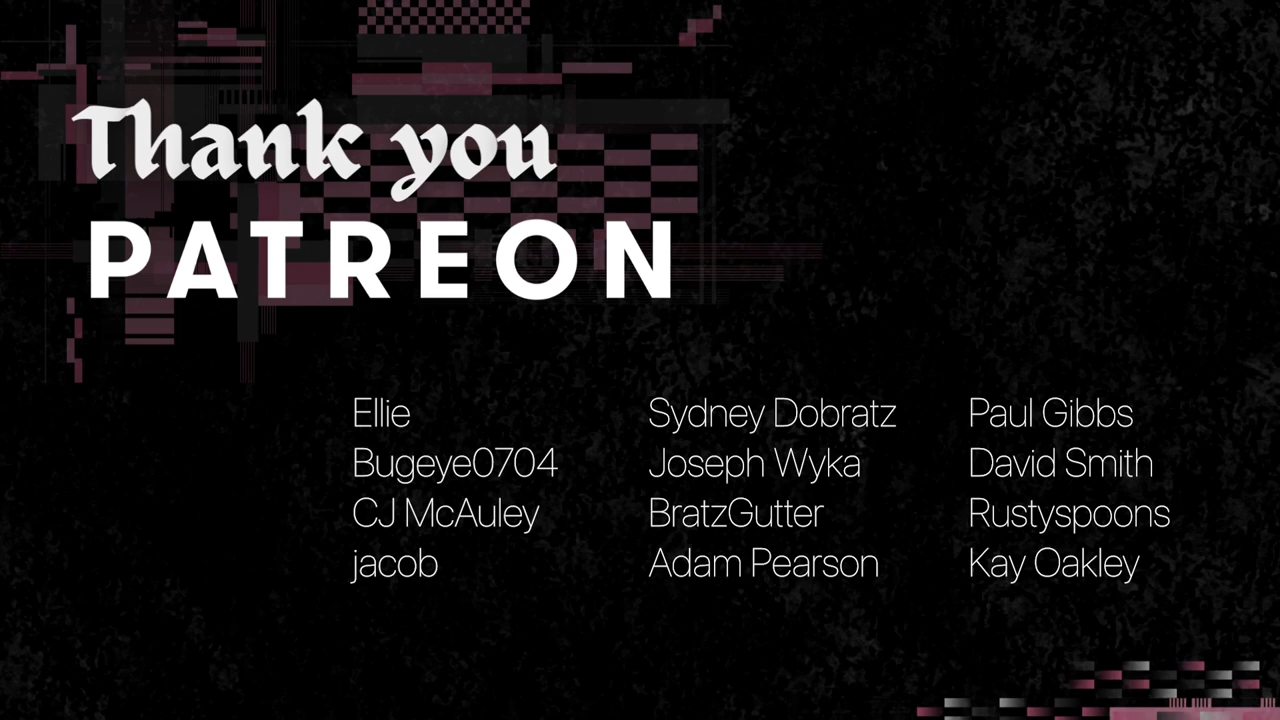 Thank you
PATREON
Ellie
Bugeye0704
CJ McAuley
jacob
Sydney Dobratz
Joseph Wyka
BratzGutter
Adam Pearson
Paul Gibbs
David Smith
Rustyspoons
Kay Oakley